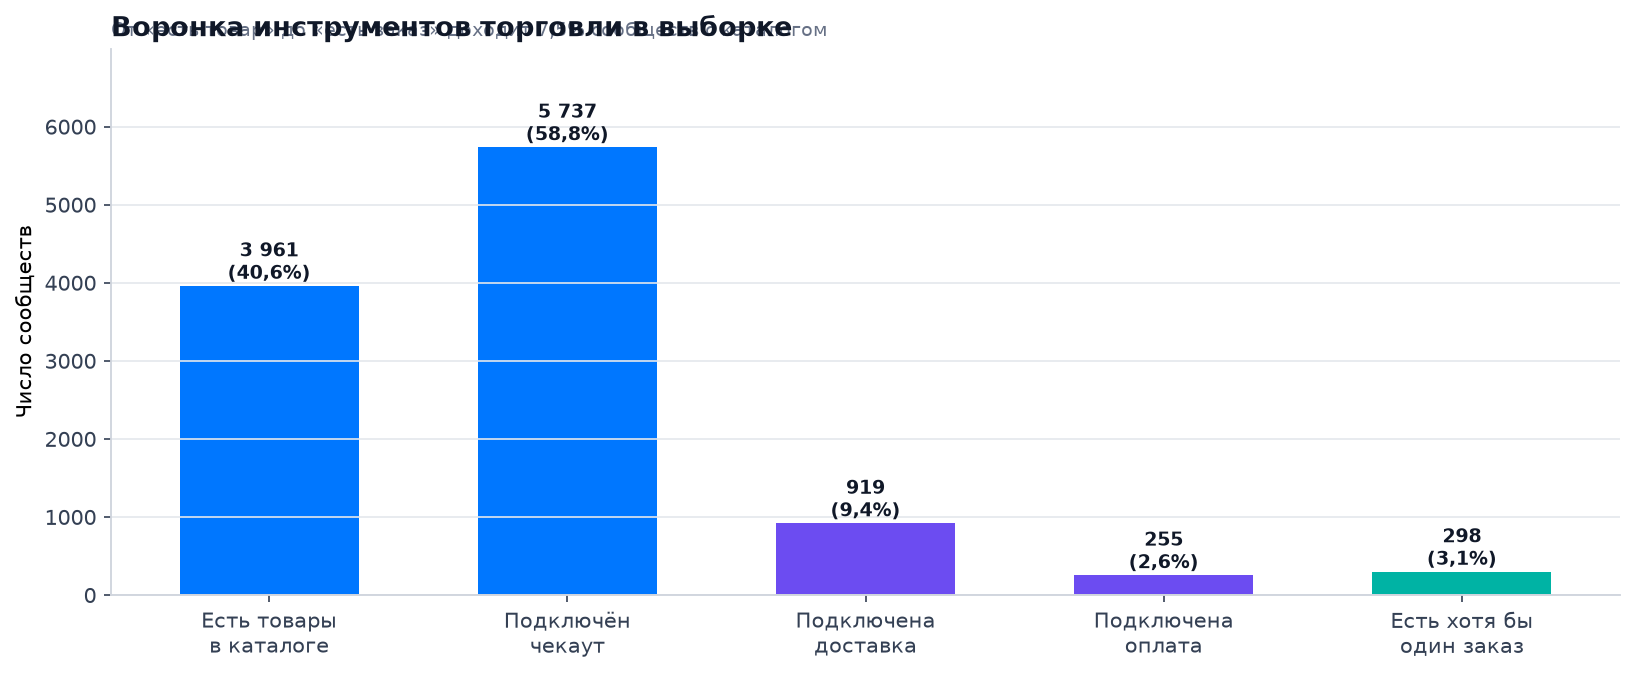 Воронка инструментов торговли в выборке
6000
5000
4000
3000
2000
1000
0
Число сообществ
3 961
(40,6%)
5 737
(58,8%)
919
(9,4%)
255
(2,6%)
298
(3,1%)
Есть товары
в каталоге
Подключён
чекаут
Подключена
доставка
Подключена
оплата
Есть хотя бы
один заказ